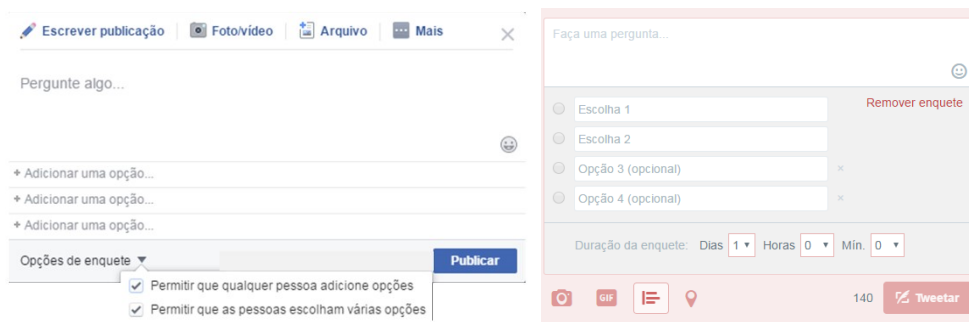 Escrever publicação Foto/vídeo Arquivo Mais
Pergunte algo...
+ Adicionar uma opção...
+ Adicionar uma opção...
+ Adicionar uma opção...
Opções de enquete Publicar
Permitir que qualquer pessoa adicione opções
Permitir que as pessoas escolham várias opções
Faça uma pergunta...
Remover enquete
Escolha 1
Escolha 2
Opção 3 (opcional) ×
Opção 4 (opcional) ×
Duração da enquete: Dias 1 Horas 0 Mín. 0
GIF 140 Tweetar